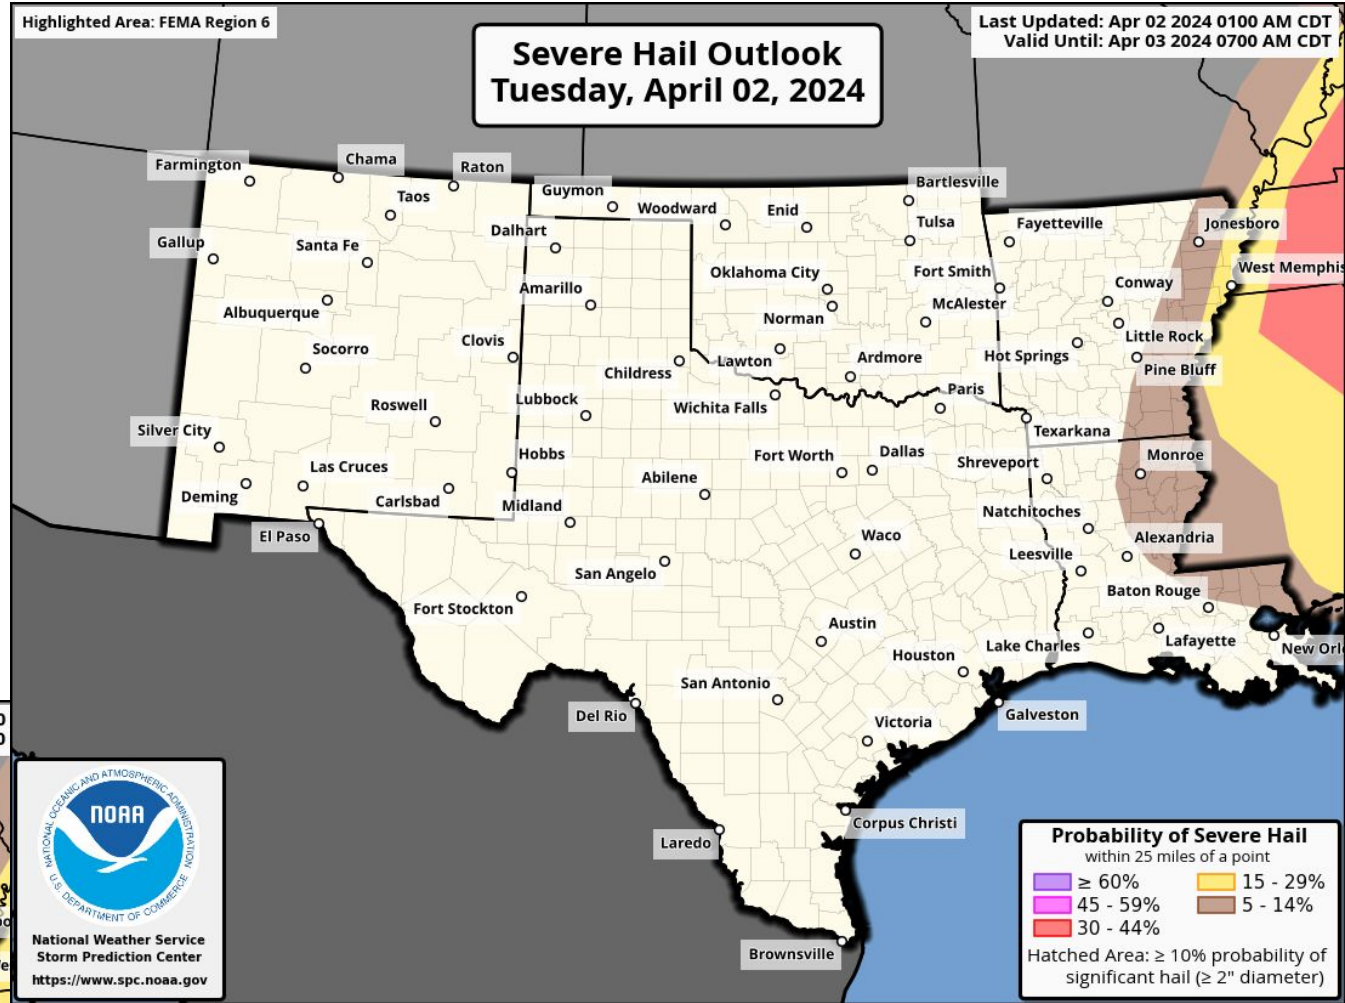 Highlighted Area: FEMA Region 6
Severe Hail Outlook
Tuesday, April 02, 2024
Last Updated: Apr 02 2024 0100 AM CDT
Valid Until: Apr 03 2024 0700 AM CDT
Farmington
Chama
Raton
Taos
Guymon
Woodward
Enid
Bartlesville
Tulsa
Fayetteville
Jonesboro
Gallup
Santa Fe
Dalhart
Oklahoma City
Fort Smith
West Memphis
Amarillo
Conway
Albuquerque
Norman
McAlester
Little Rock
Socorro
Clovis
Childress
Lawton
Ardmore
Hot Springs
Pine Bluff
Roswell
Lubbock
Wichita Falls
Paris
Silver City
Texarkana
Las Cruces
Hobbs
Fort Worth
Dallas
Shreveport
Monroe
Deming
Carlsbad
Midland
Abilene
Natchitoches
El Paso
Waco
Leesville
Alexandria
San Angelo
Baton Rouge
Fort Stockton
Austin
Lake Charles
Lafayette
New Orl
Houston
San Antonio
Del Rio
Galveston
Victoria
Corpus Christi
Laredo
Brownsville
NATIONAL OCEANIC AND ATMOSPHERIC ADMINISTRATION
NOAA
U.S. DEPARTMENT OF COMMERCE
National Weather Service
Storm Prediction Center
https://www.spc.noaa.gov
Probability of Severe Hail
within 25 miles of a point
≥ 60%
15 - 29%
45 - 59%
5 - 14%
30 - 44%
Hatched Area: ≥ 10% probability of
significant hail (≥ 2" diameter)